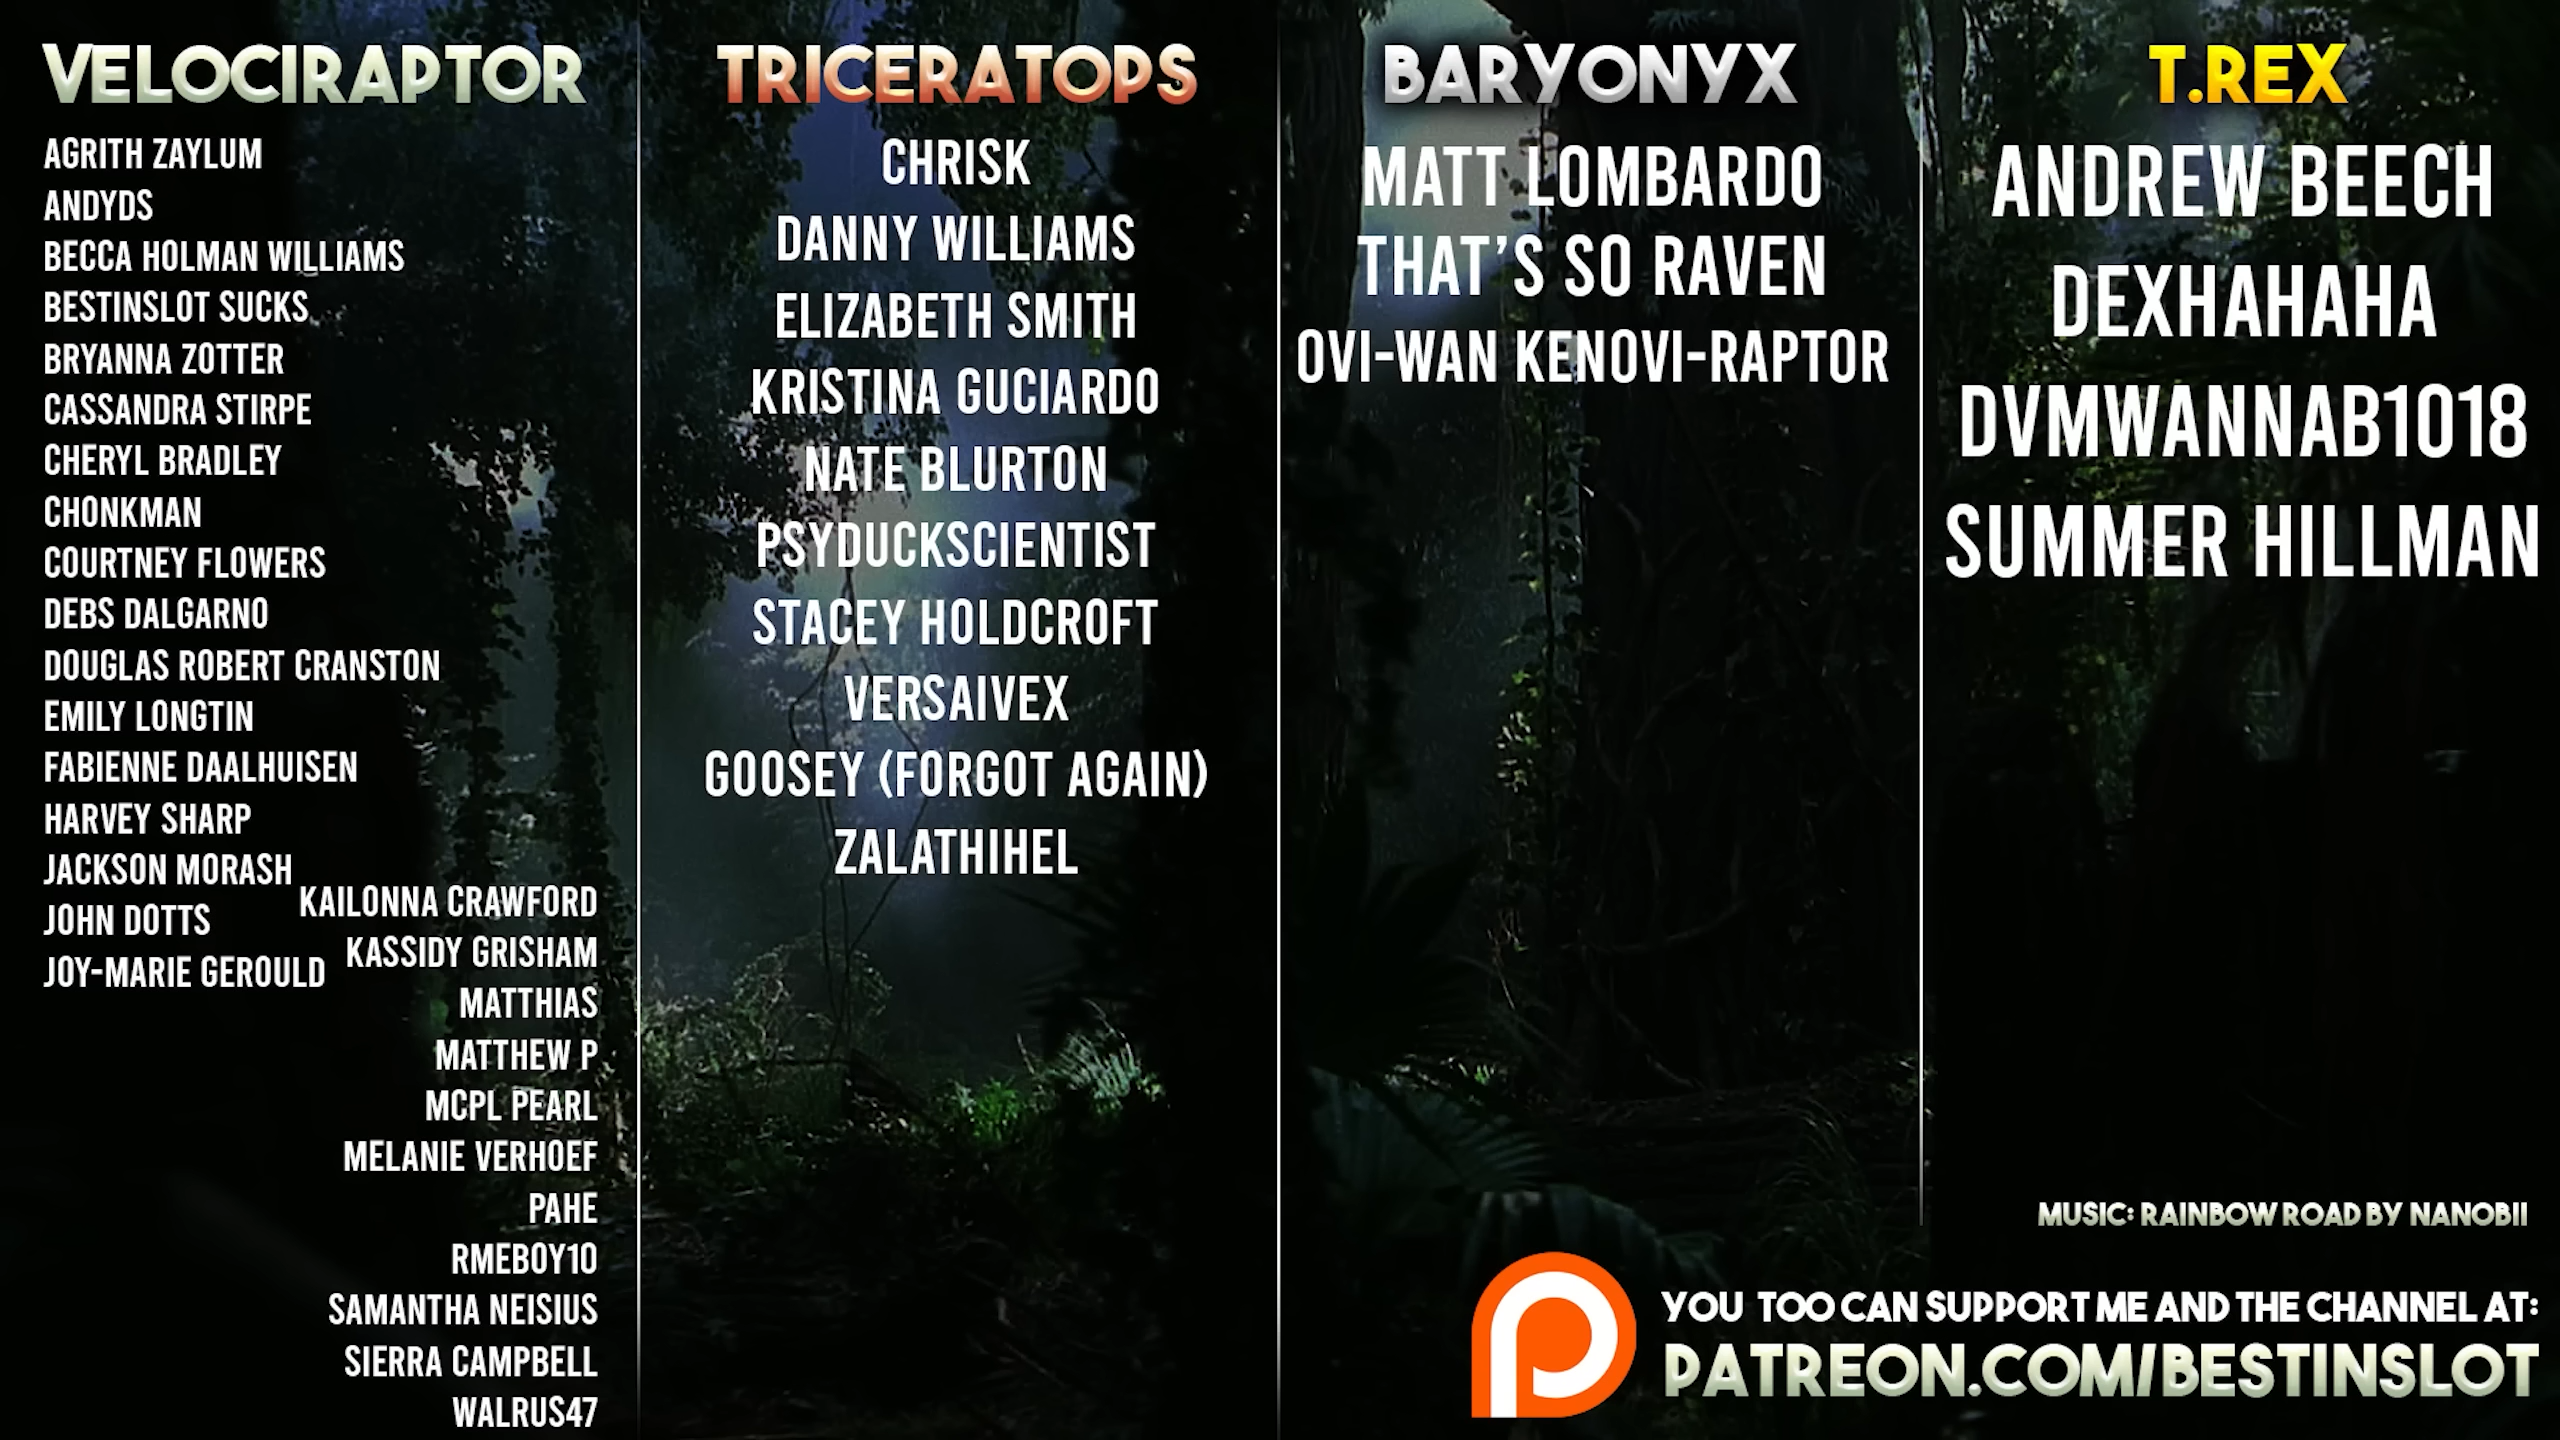 VELOCIRAPTOR
AGRITH ZAYLUM
ANDYDS
BECCA HOLMAN WILLIAMS
BESTINSLOT SUCKS
BRYANNA ZOTTER
CASSANDRA STIRPE
CHERYL BRADLEY
CHONKMAN
COURTNEY FLOWERS
DEBS DALGARNO
DOUGLAS ROBERT CRANSTON
EMILY LONGTIN
FABIENNE DAALHUISEN
HARVEY SHARP
JACKSON MORASH
JOHN DOTTS
JOY-MARIE GEROULD
KAILONNA CRAWFORD
KASSIDY GRISHAM
MATTHIAS
MATTHEW P
MCPL PEARL
MELANIE VERHOEF
PAHE
RMEBOY10
SAMANTHA NEISIUS
SIERRA CAMPBELL
WALRUS47
TRICERATOPS
CHRISK
DANNY WILLIAMS
ELIZABETH SMITH
KRISTINA GUCIARDO
NATE BLURTON
PSYDUCKSCIENTIST
STACEY HOLDCROFT
VERSAIVEX
GOOSEY (FORGOT AGAIN)
ZALATHIHEL
BARYONYX
MATT LOMBARDO
THAT'S SO RAVEN
OVI-WAN KENOVI-RAPTOR
T.REX
ANDREW BEECH
DEXHAHAHA
DVMWANNAB1018
SUMMER HILLMAN
MUSIC: RAINBOW ROAD BY NANOBII
YOU TOO CAN SUPPORT ME AND THE CHANNEL AT:
PATREON.COM/BESTINSLOT